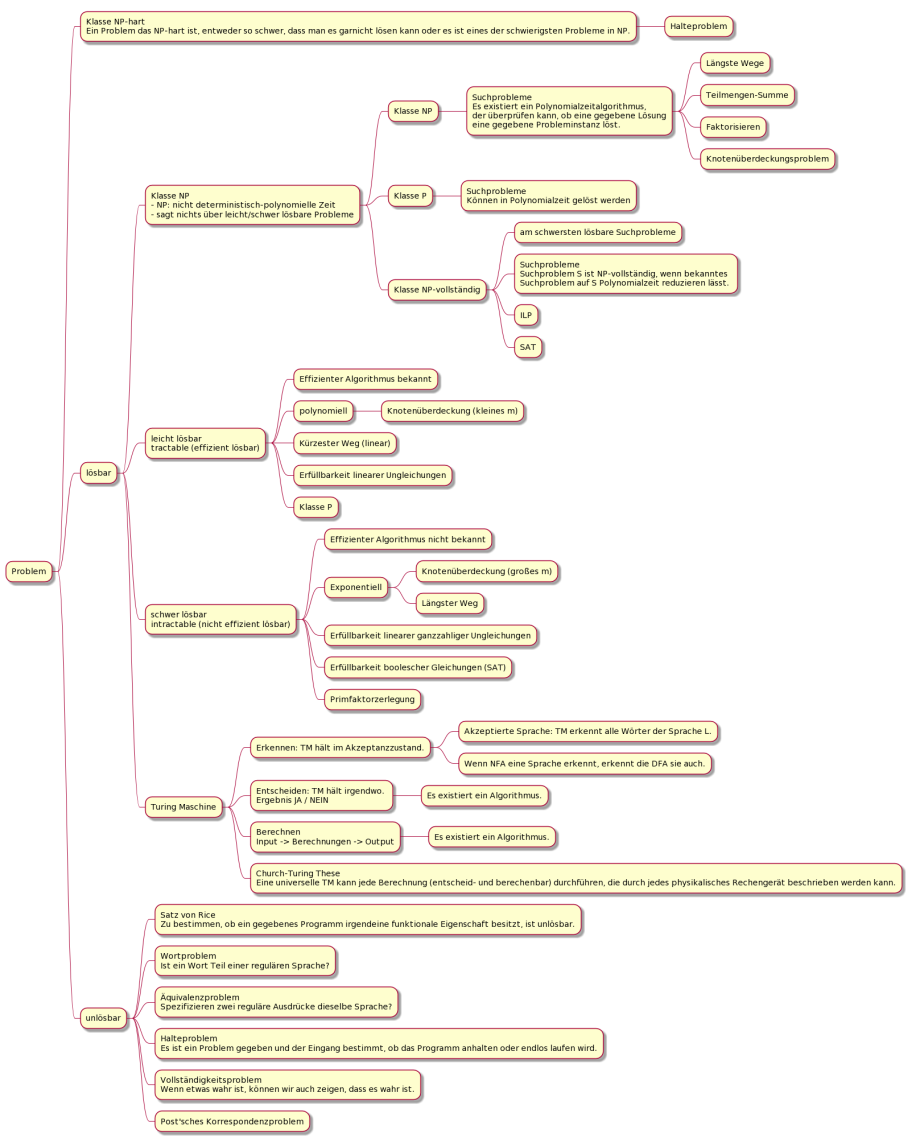 Klasse NP-hart
Ein Problem das NP-hart ist, entweder so schwer, dass man es garnicht lösen kann oder es ist eines der schwierigsten Probleme in NP.
Halteproblem
Problem
lösbar
Klasse NP
- NP: nicht deterministisch-polynomielle Zeit
- sagt nichts über leicht/schwer lösbare Probleme
Klasse NP
Suchprobleme
Es existiert ein Polynomialzeitalgorithmus,
der überprüfen kann, ob eine gegebene Lösung
eine gegebene Probleminstanz löst.
Längste Wege
Teilmengen-Summe
Faktorisieren
Knotenüberdeckungsproblem
Klasse P
Suchprobleme
Können in Polynomialzeit gelöst werden
Klasse NP-vollständig
am schwersten lösbare Suchprobleme
Suchprobleme
Suchproblem S ist NP-vollständig, wenn bekanntes
Suchproblem auf S Polynomialzeit reduzieren lässt.
ILP
SAT
leicht lösbar
tractable (effizient lösbar)
Effizienter Algorithmus bekannt
polynomiell
Knotenüberdeckung (kleines m)
Kürzester Weg (linear)
Erfüllbarkeit linearer Ungleichungen
Klasse P
schwer lösbar
intractable (nicht effizient lösbar)
Effizienter Algorithmus nicht bekannt
Exponentiell
Knotenüberdeckung (großes m)
Längster Weg
Erfüllbarkeit linearer ganzzahliger Ungleichungen
Erfüllbarkeit boolescher Gleichungen (SAT)
Primfaktorzerlegung
Turing Maschine
Erkennen: TM hält im Akzeptanzzustand.
Akzeptierte Sprache: TM erkennt alle Wörter der Sprache L.
Wenn NFA eine Sprache erkennt, erkennt die DFA sie auch.
Entscheiden: TM hält irgendwo.
Ergebnis JA / NEIN
Es existiert ein Algorithmus.
Berechnen
Input -> Berechnungen -> Output
Es existiert ein Algorithmus.
Church-Turing These
Eine universelle TM kann jede Berechnung (entscheid- und berechenbar) durchführen, die durch jedes physikalisches Rechengerät beschrieben werden kann.
unlösbar
Satz von Rice
Zu bestimmen, ob ein gegebenes Programm irgendeine funktionale Eigenschaft besitzt, ist unlösbar.
Wortproblem
Ist ein Wort Teil einer regulären Sprache?
Äquivalenzproblem
Spezifizieren zwei reguläre Ausdrücke dieselbe Sprache?
Halteproblem
Es ist ein Problem gegeben und der Eingang bestimmt, ob das Programm anhalten oder endlos laufen wird.
Vollständigkeitsproblem
Wenn etwas wahr ist, können wir auch zeigen, dass es wahr ist.
Post'sches Korrespondenzproblem